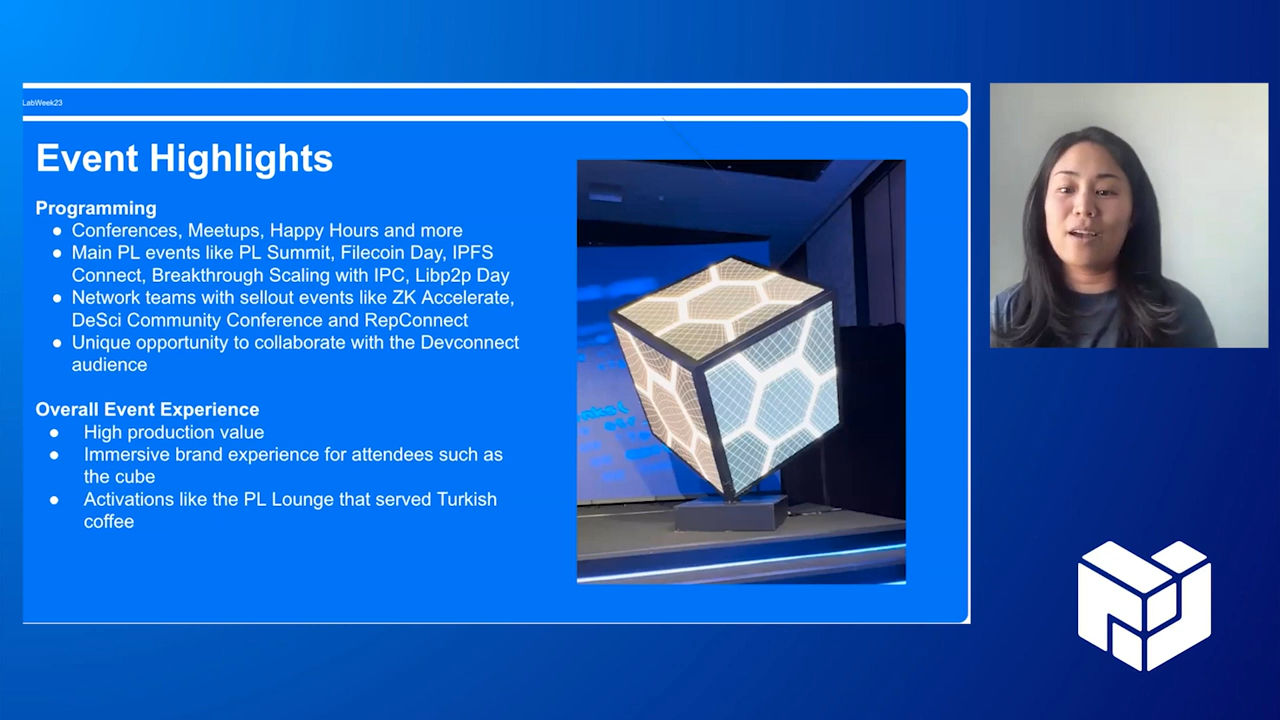 LabWeek23
Event Highlights
Programming
● Conferences, Meetups, Happy Hours and more
● Main PL events like PL Summit, Filecoin Day, IPFS
Connect, Breakthrough Scaling with IPC, Libp2p Day
● Network teams with sellout events like ZK Accelerate,
DeSci Community Conference and RepConnect
● Unique opportunity to collaborate with the Devconnect
audience
Overall Event Experience
● High production value
● Immersive brand experience for attendees such as
the cube
● Activations like the PL Lounge that served Turkish
coffee